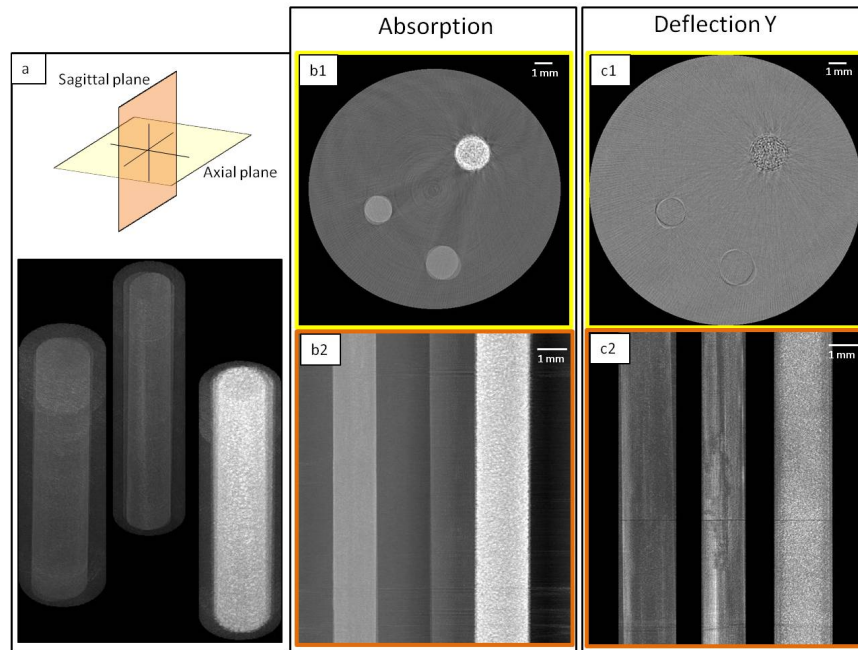 Absorption
Deflection Y
a
Sagittal plane
Axial plane
b1
1 mm
c1
1 mm
b2
1 mm
c2
1 mm